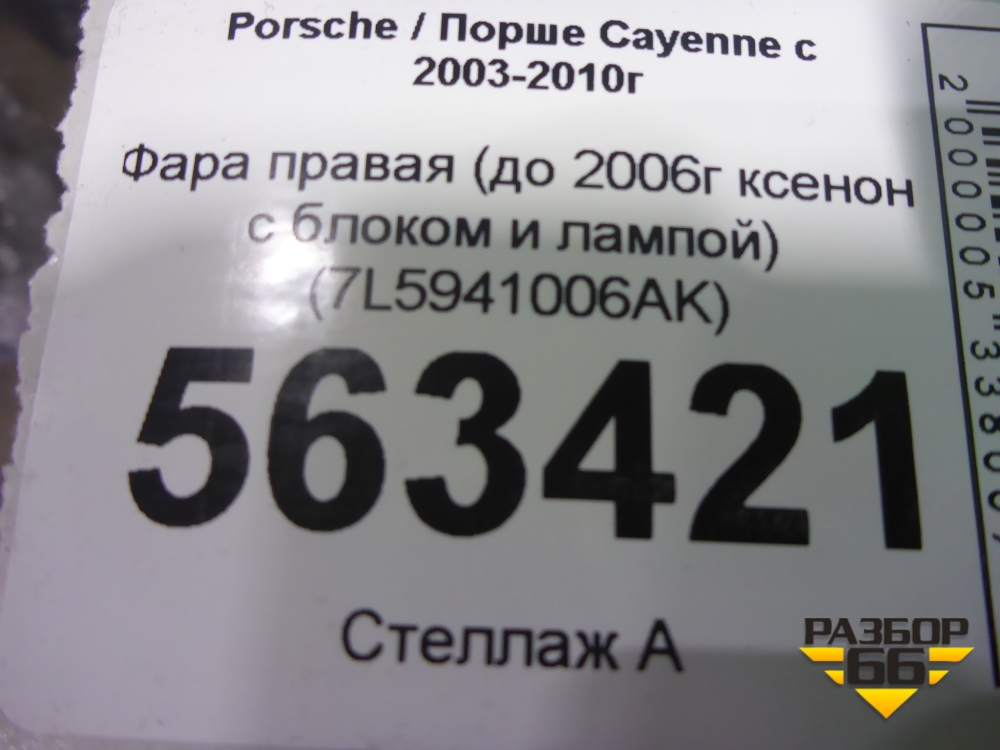 Porsche / Порше Cayenne с
2003-2010г
Фара правая (до 2006г ксенон
с блоком и лампой)
(7L5941006AK)
563421
Стеллаж А
РАЗБОР
66